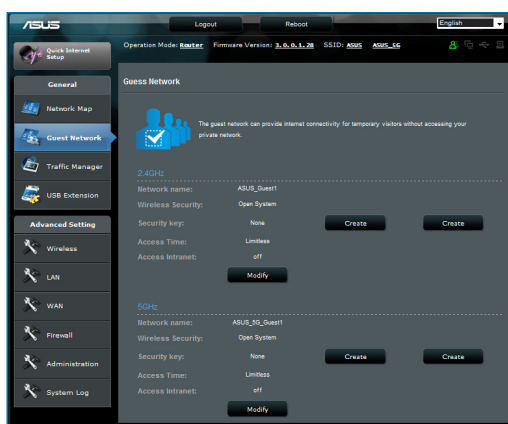 ASUS
Logout
Reboot
English
Quick Internet Setup
Operation Mode: Router Firmware Version: 3.0.0.1.28 SSID: ASUS ASUS_5G
General
Network Map
Guest Network
Traffic Manager
USB Extension
Advanced Setting
Wireless
LAN
WAN
Firewall
Administration
System Log
Guess Network
The guest network can provide internet connectivity for temporary visitors without accessing your
private network.
2.4GHz
Network name: ASUS_Guest1
Wireless Security: Open System
Security key: None Create Create
Access Time: Limitless
Access Intranet: off
Modify
5GHz
Network name: ASUS_5G_Guest1
Wireless Security: Open System
Security key: None Create Create
Access Time: Limitless
Access Intranet: off
Modify